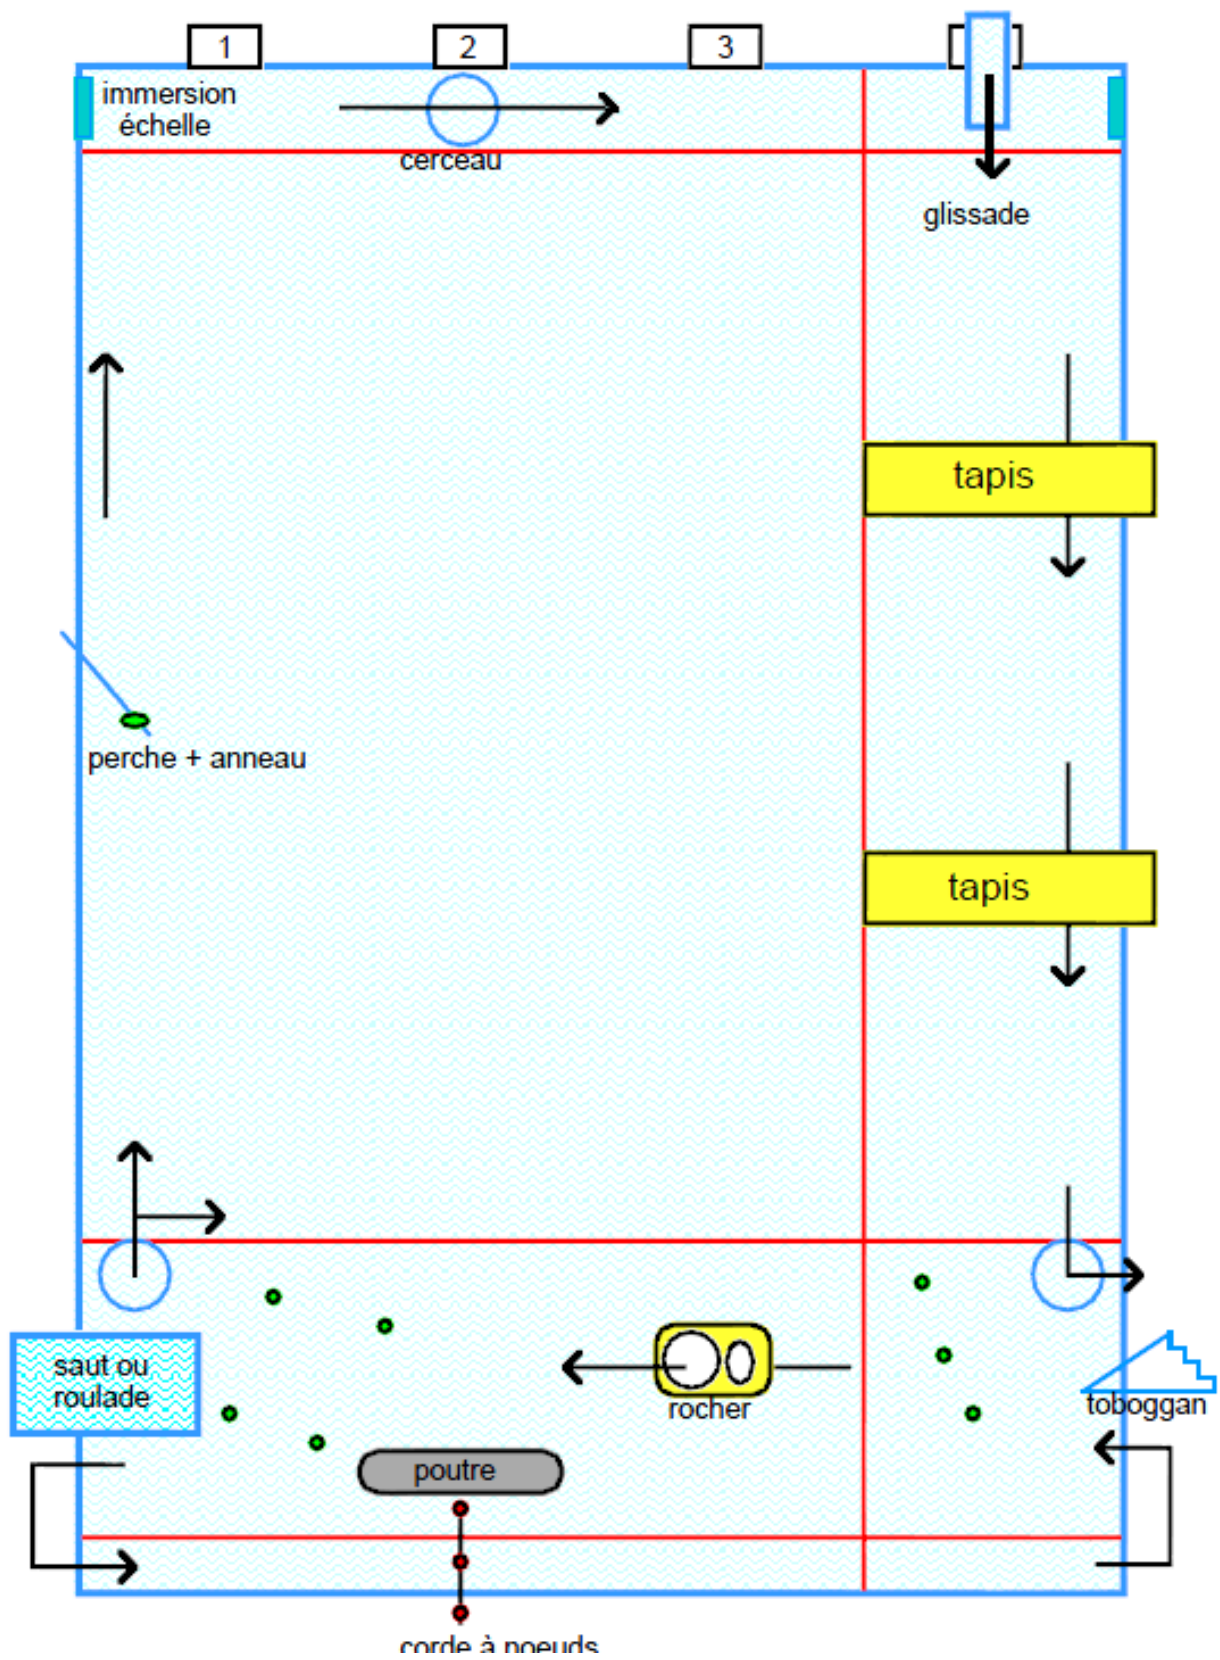 1
2
3
immersion
échelle
cerceau
glissade
tapis
perche + anneau
tapis
saut ou
roulade
rocher
toboggan
poutre
corde à noeuds